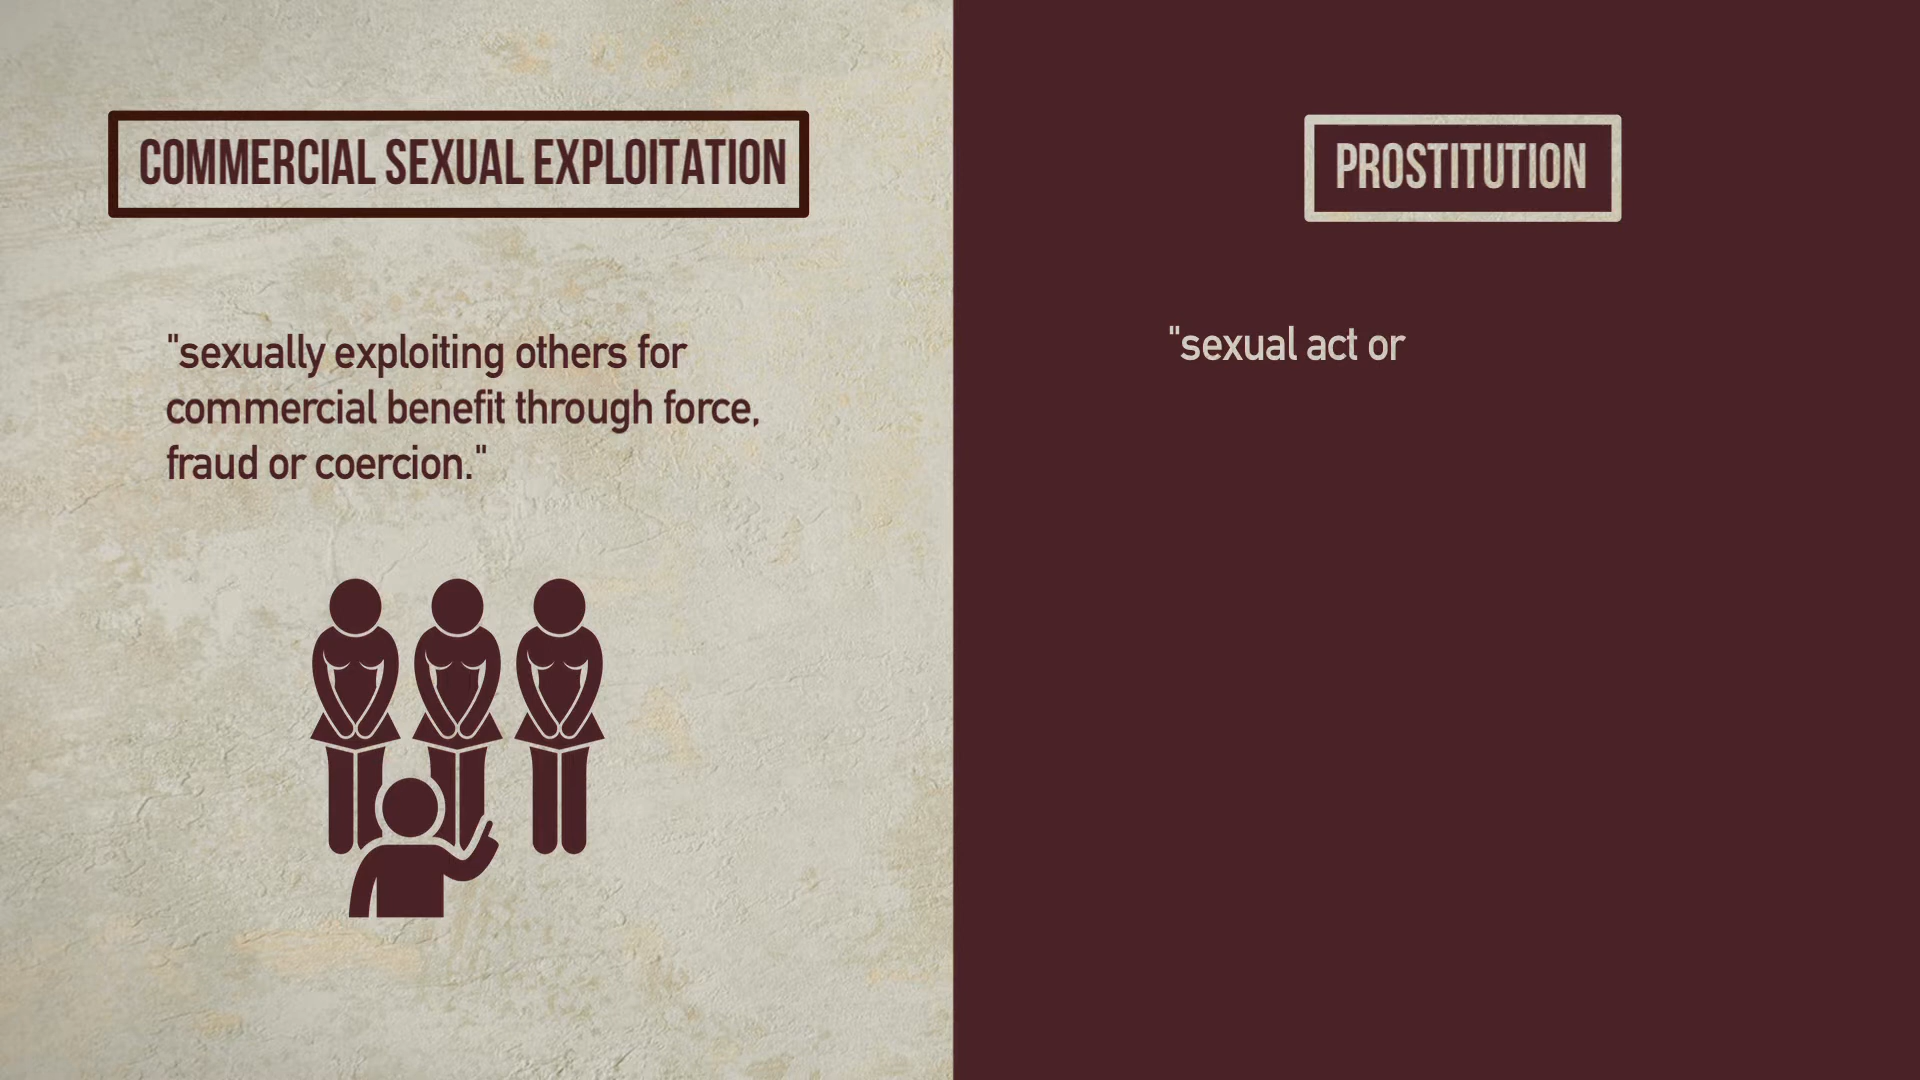 COMMERCIAL SEXUAL EXPLOITATION
"sexually exploiting others for
commercial benefit through force,
fraud or coercion."
PROSTITUTION
"sexual act or